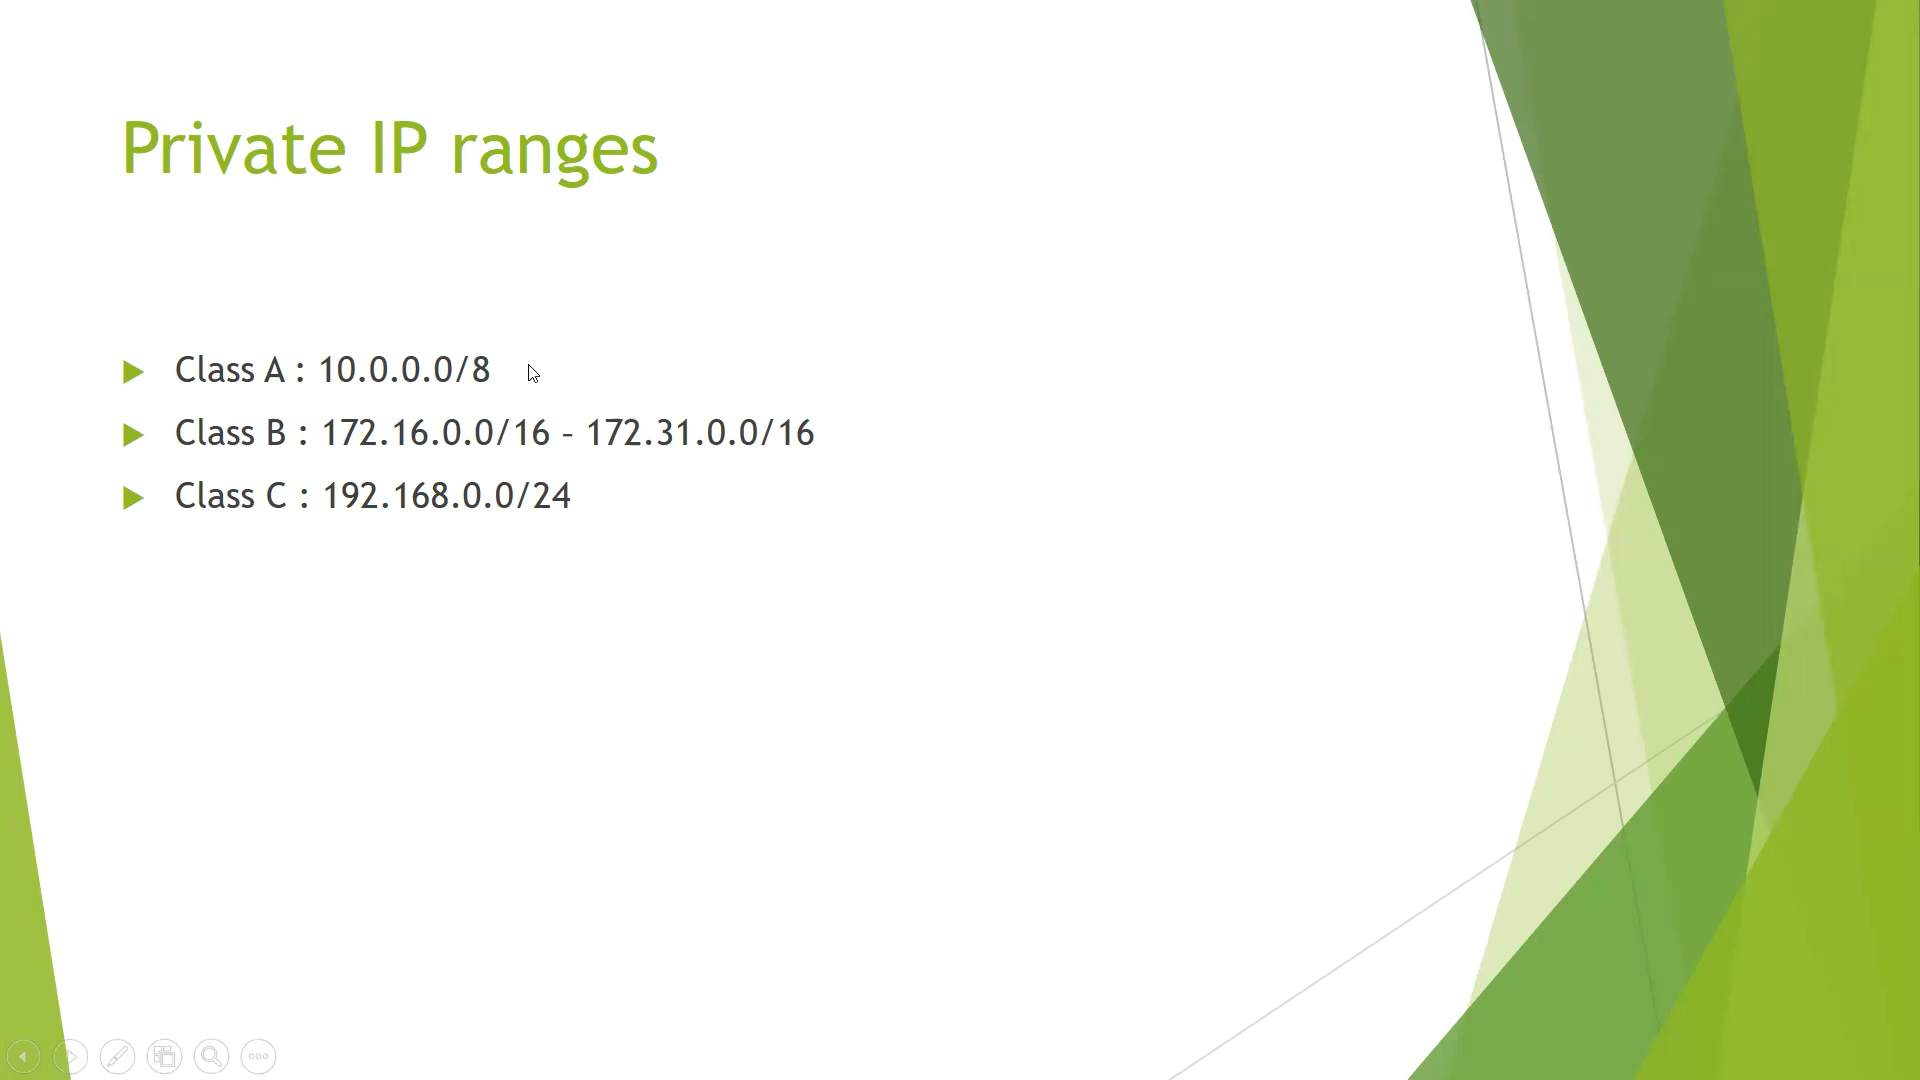 Private IP ranges
Class A : 10.0.0.0/8
Class B : 172.16.0.0/16 – 172.31.0.0/16
Class C : 192.168.0.0/24